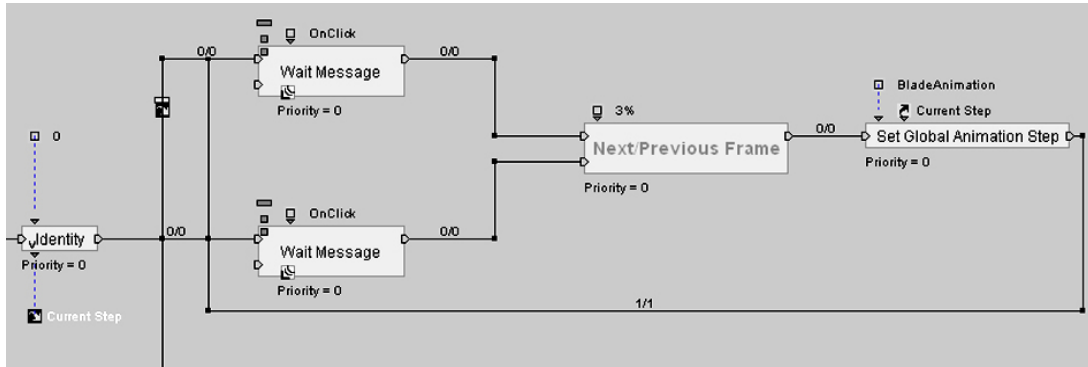 OnClick
0/0
0/0
Wait Message
Priority = 0
BladeAnimation
3%
Current Step
0
0/0
Set Global Animation Step
Next/Previous Frame
Priority = 0
Priority = 0
OnClick
Identity
0/0
0/0
Wait Message
Priority = 0
Priority = 0
1/1
Current Step